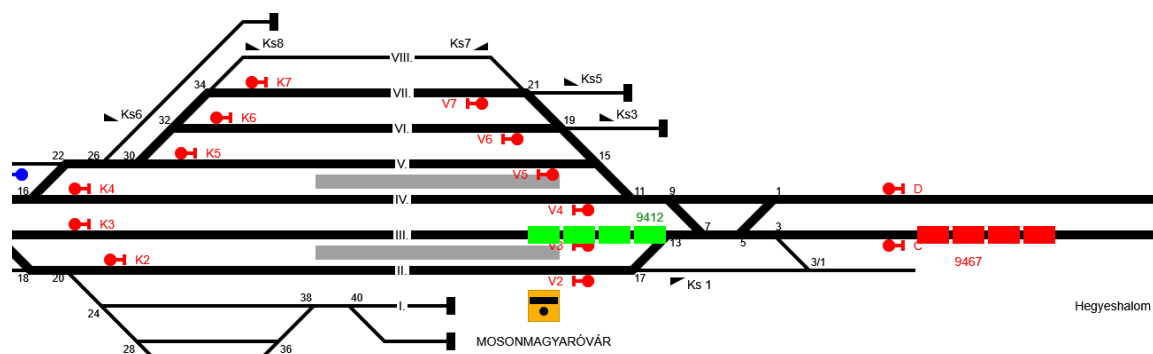 Ks8
Ks7
VIII.
34
K7
21
Ks5
VII.
V7
Ks6
32
K6
19
Ks3
VI.
V6
22
26
30
K5
15
V.
V5
16
K4
11
9
1
D
IV.
V4
9412
K3
III.
V3
13
7
5
3
C
9467
K2
3/1
18
20
II.
17
Ks 1
V2
24
38
40
I.
Hegyeshalom
28
36
MOSONMAGYARÓVÁR